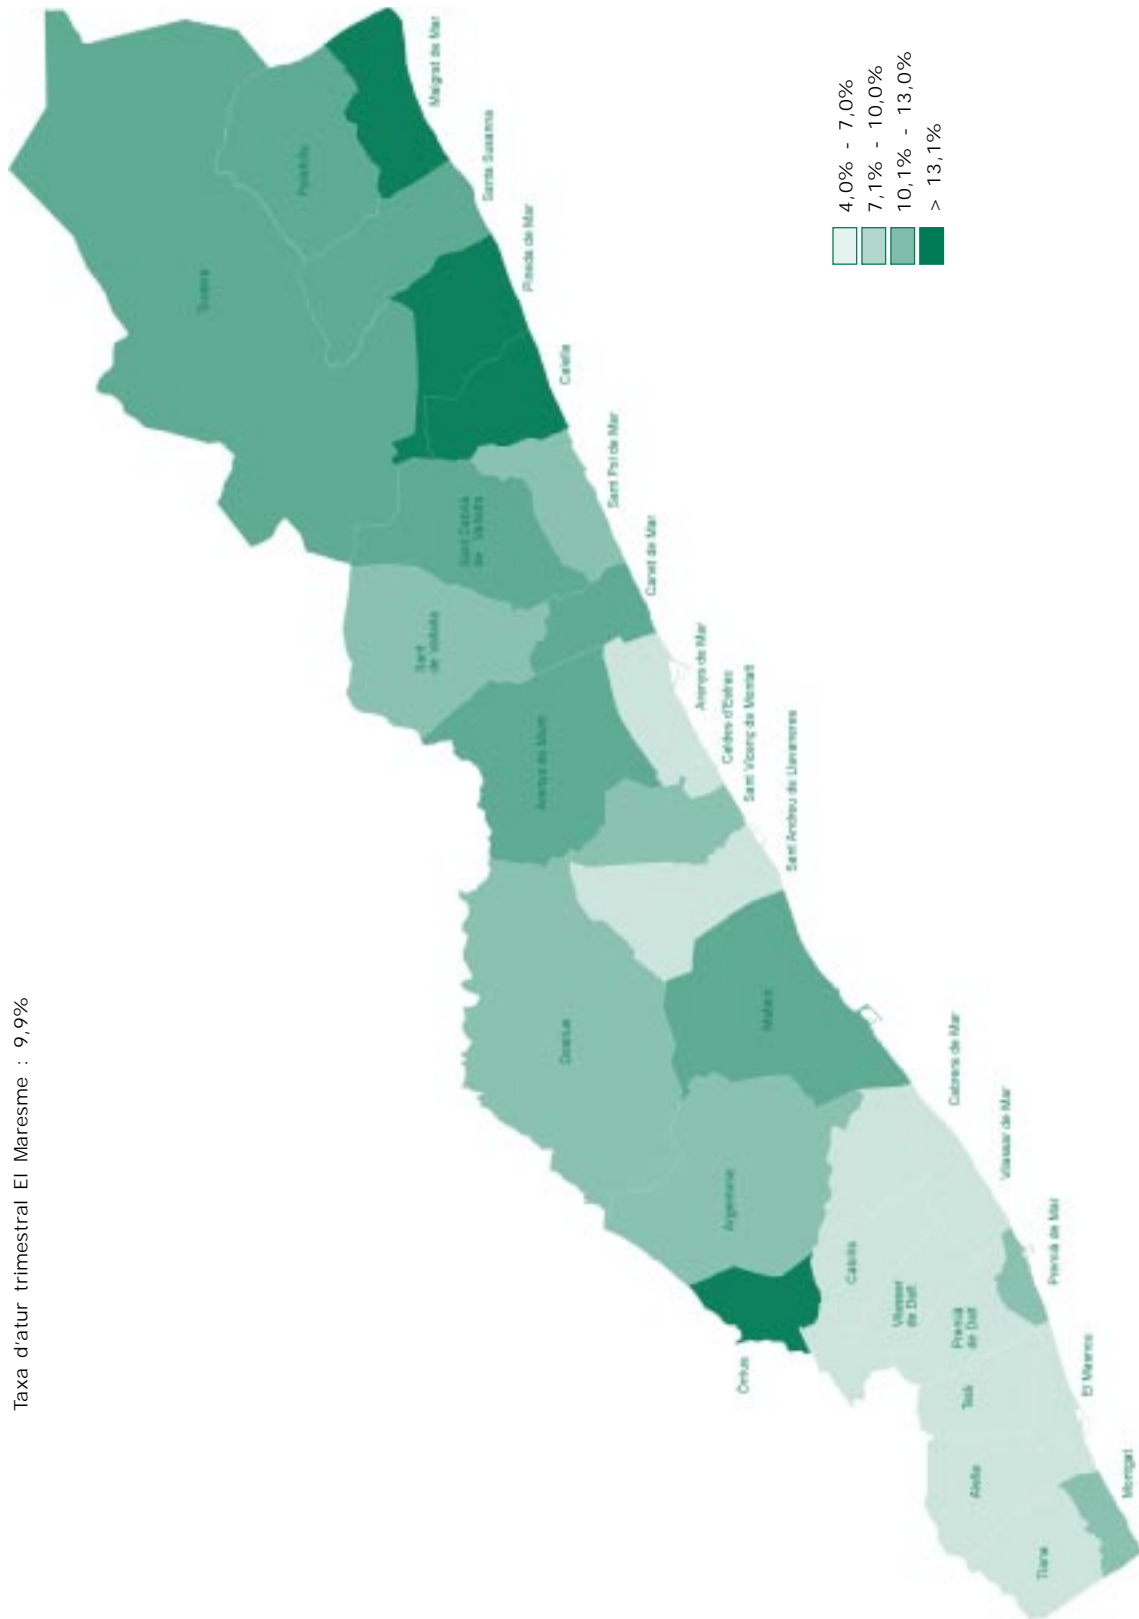 Taxa d'atur trimestral El Maresme : 9,9%
Malgrat de Mar
Santa Susanna
Palafolls
Tordera
Pineda de Mar
Calella
Sant Pol de Mar
Sant Cebrià
de Vallalta
Canet de Mar
Sant
de Vallalta
Arenys de Mar
Arenys de Munt
Caldes d'Estrac
Sant Vicenç de Montalt
Sant Andreu de Llavaneres
Mataró
Dosrius
Cabrera de Mar
Argentona
Vilassar de Mar
Cabrils
Vilassar
de Dalt
Premià de Mar
Premià
de Dalt
Òrrius
El Masnou
Teià
Alella
Tiana
Montgat
4,0% - 7,0%
7,1% - 10,0%
10,1% - 13,0%
> 13,1%